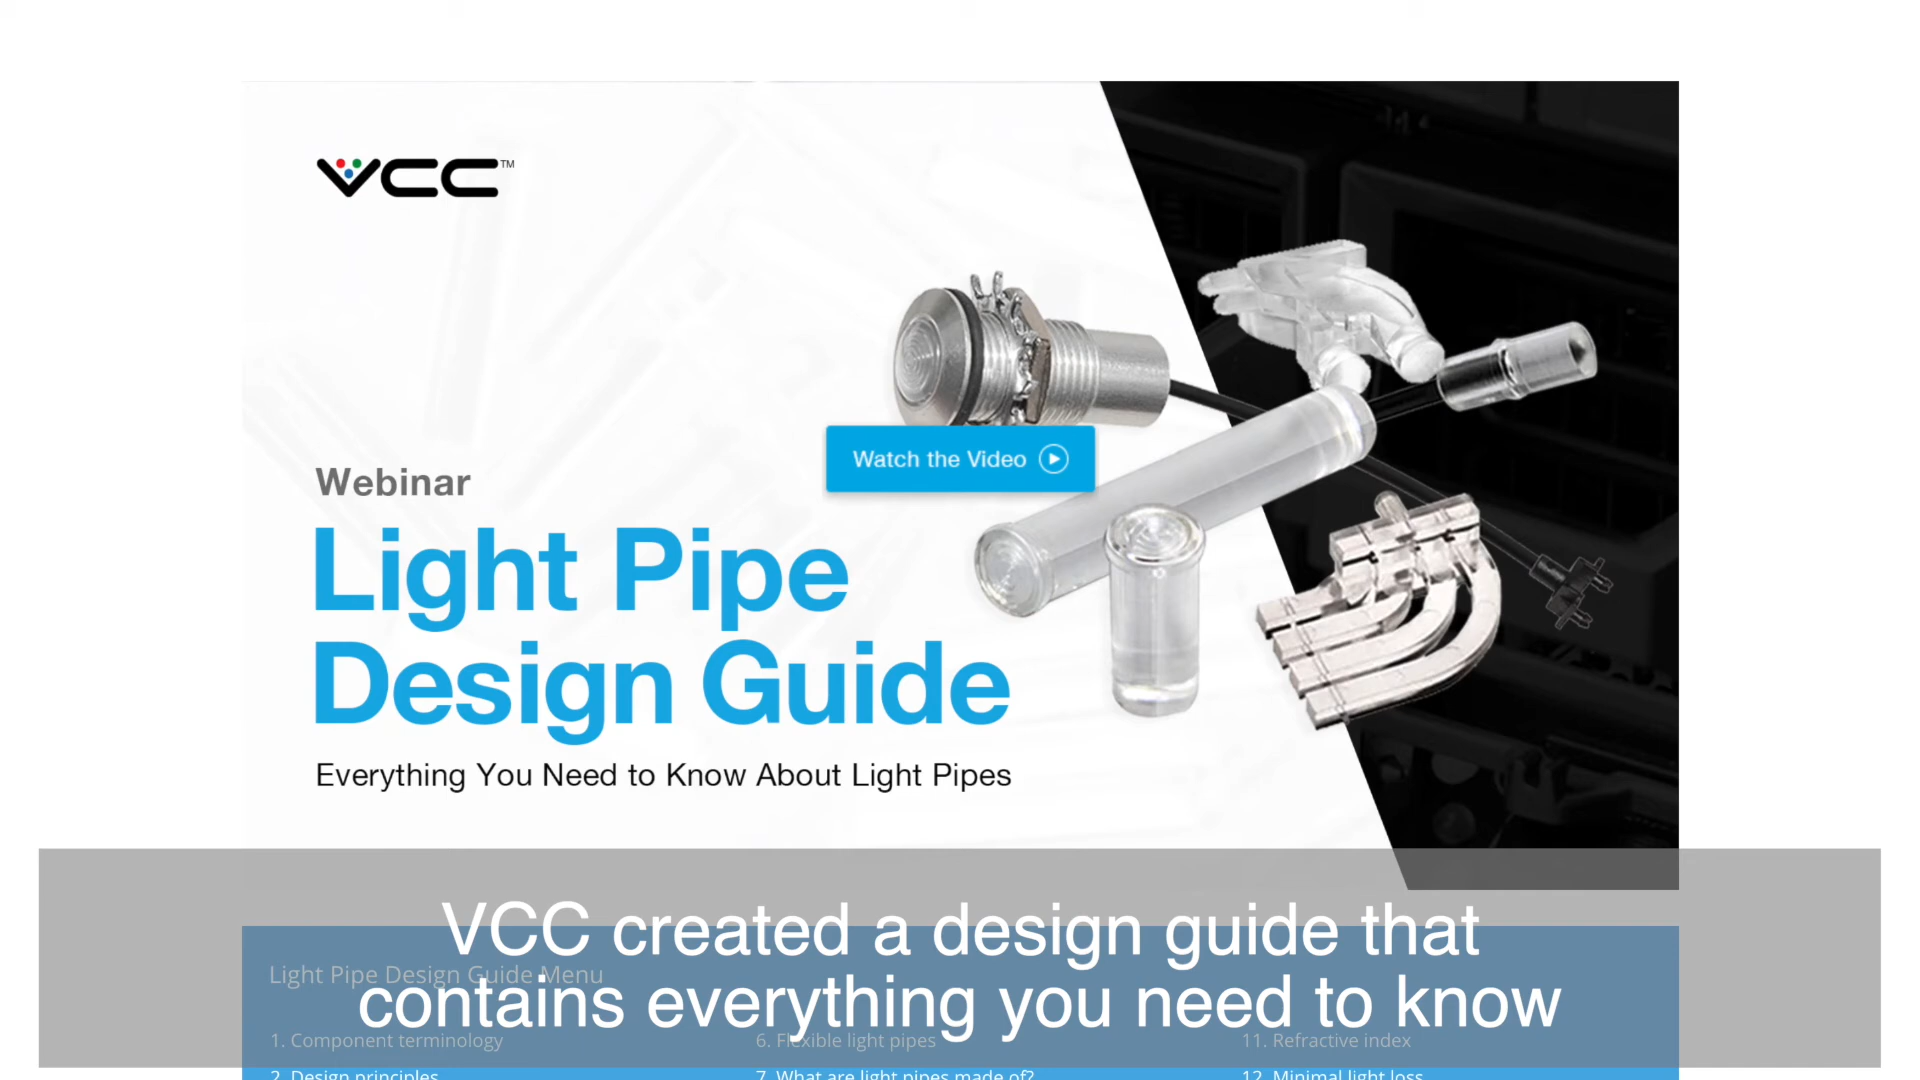 VCC™
Watch the Video
Webinar
Light Pipe
Design Guide
Everything You Need to Know About Light Pipes
VCC created a design guide that
contains everything you need to know
Light Pipe Design Guide Menu
1. Component terminology
6. Flexible light pipes
11. Refractive index
2. Design principles
7. What are light pipes made of?
12. Minimal light loss